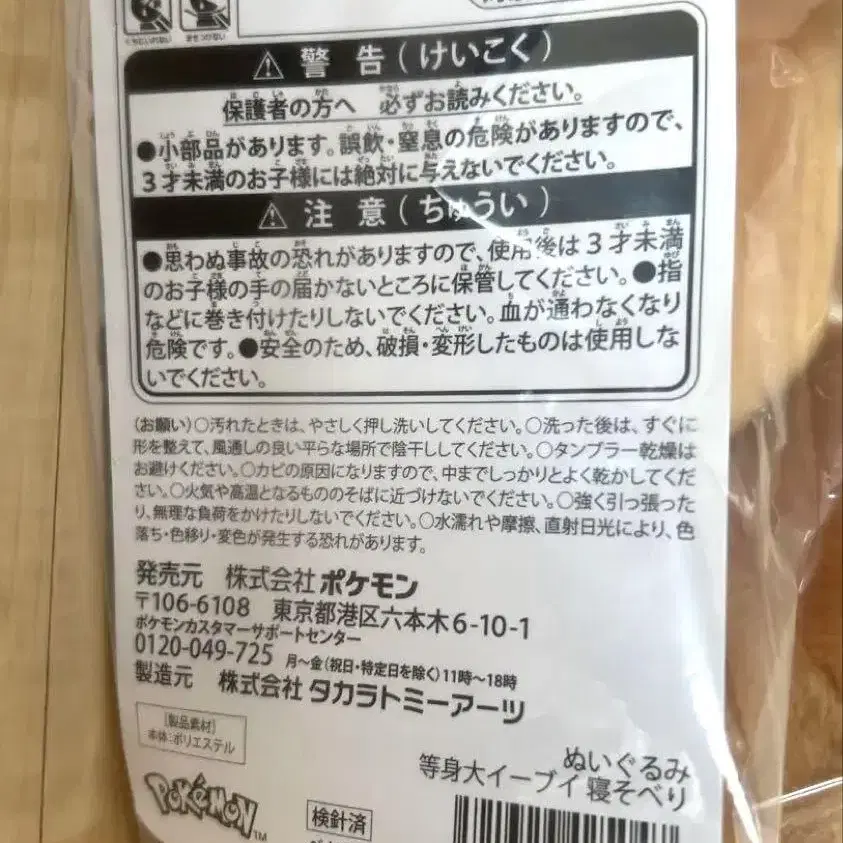 警告(けいこく)
保護者の方へ 必ずお読みください。
●小部品があります。誤飲・窒息の危険がありますので、
3才未満のお子様には絶対に与えないでください。
注意(ちゅうい)
●思わぬ事故の恐れがありますので、使用後は3才未満
のお子様の手の届かないところに保管してください。●指
などに巻き付けたりしないでください。血が通わなくなり
危険です。●安全のため、破損・変形したものは使用しな
いでください。
(お願い)○汚れたときは、やさしく押し洗いしてください。○洗った後は、すぐに
形を整えて、風通しの良い平らな場所で陰干ししてください。○タンブラー乾燥は
お避けください。○カビの原因になりますので、中までしっかりとよく乾かしてくだ
さい。○火気や高温となるもののそばに近づけないでください。○強く引っ張った
り、無理な負荷をかけたりしないでください。○水濡れや摩擦、直射日光により、色
落ち・色移り・変色が発生する恐れがあります。
発売元 株式会社ポケモン
〒106-6108 東京都港区六本木6-10-1
ポケモンカスタマーサポートセンター
0120-049-725 月~金(祝日・特定日を除く)11時~18時
製造元 株式会社タカラトミーアーツ
[製品素材]
本体:ポリエステル
ぬいぐるみ
等身大イーブイ 寝そべり
POKéMON™
検針済